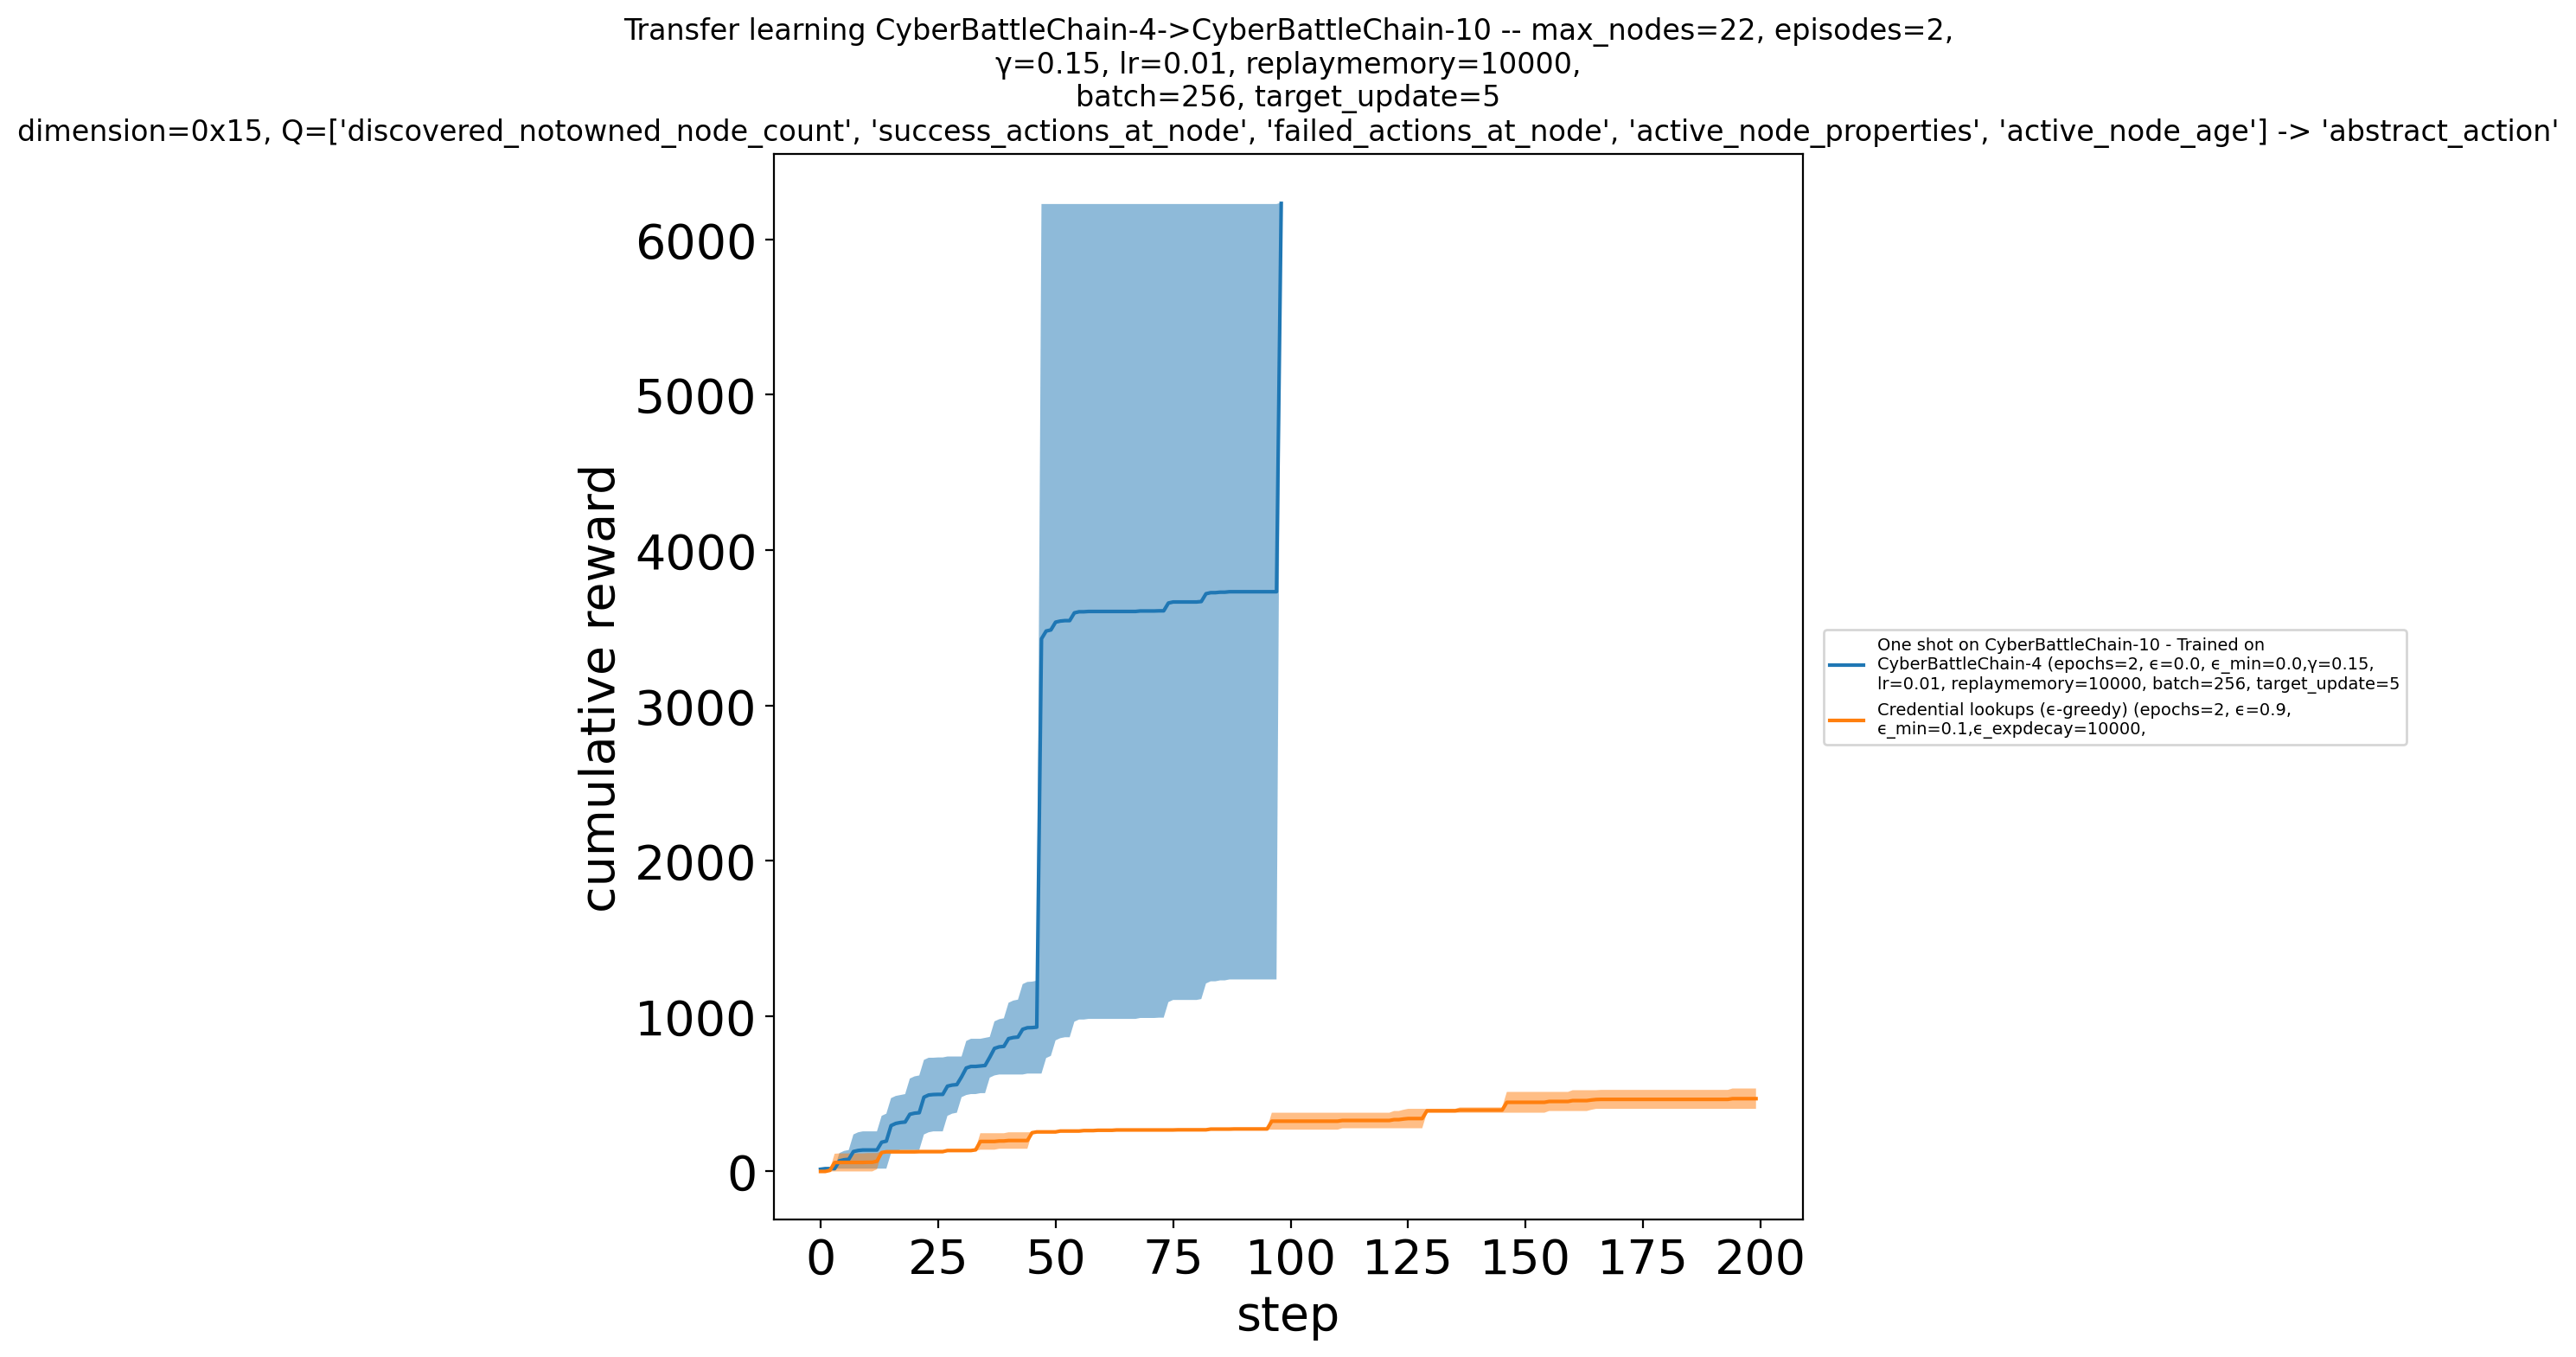 Transfer learning CyberBattleChain-4->CyberBattleChain-10 -- max_nodes=22, episodes=2,
γ=0.15, lr=0.01, replaymemory=10000,
batch=256, target_update=5
dimension=0x15, Q=['discovered_notowned_node_count', 'success_actions_at_node', 'failed_actions_at_node', 'active_node_properties', 'active_node_age'] -> 'abstract_action'
6000
5000
4000
3000
2000
1000
0
cumulative reward
0 25 50 75 100 125 150 175 200
step
One shot on CyberBattleChain-10 - Trained on
CyberBattleChain-4 (epochs=2, ϵ=0.0, ϵ_min=0.0,γ=0.15,
lr=0.01, replaymemory=10000, batch=256, target_update=5
Credential lookups (ϵ-greedy) (epochs=2, ϵ=0.9,
ϵ_min=0.1,ϵ_expdecay=10000,